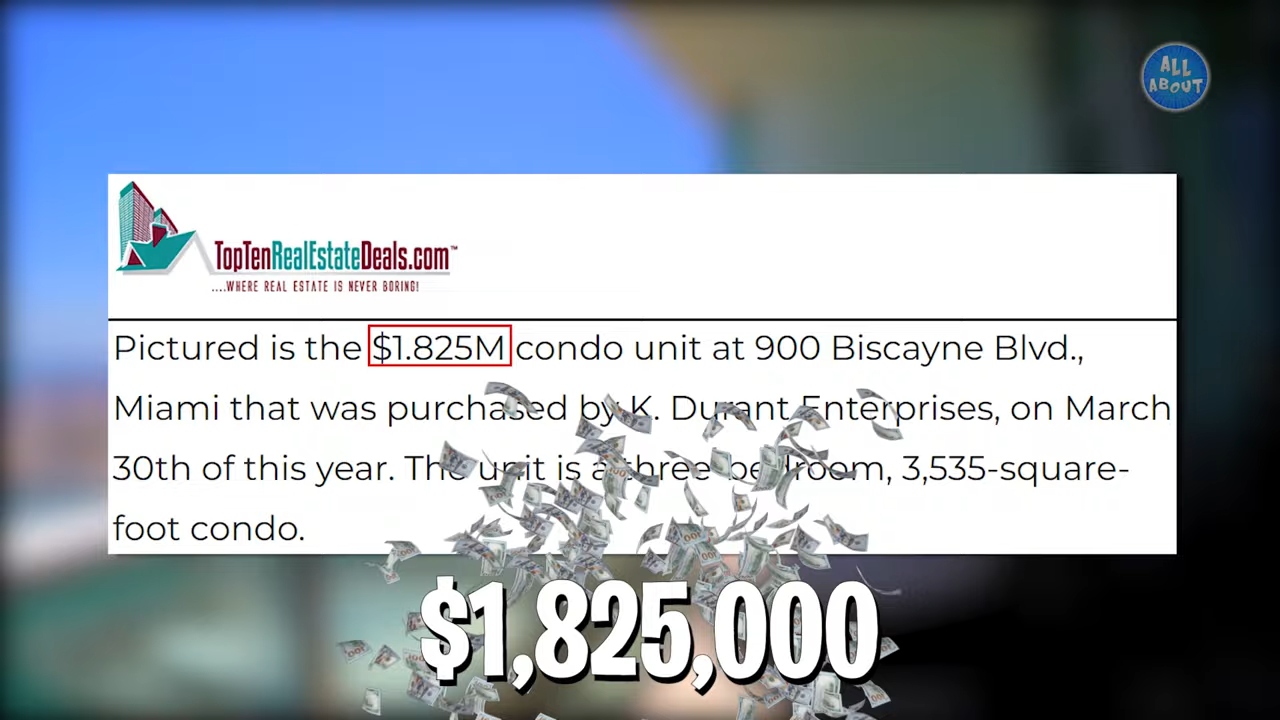 ALL
ABOUT
TopTenRealEstateDeals.com™
....WHERE REAL ESTATE IS NEVER BORING!
Pictured is the $1.825M condo unit at 900 Biscayne Blvd.,
Miami that was purchased by K. Durant Enterprises, on March
30th of this year. The unit is a three-bedroom, 3,535-square-
foot condo.
$1,825,000